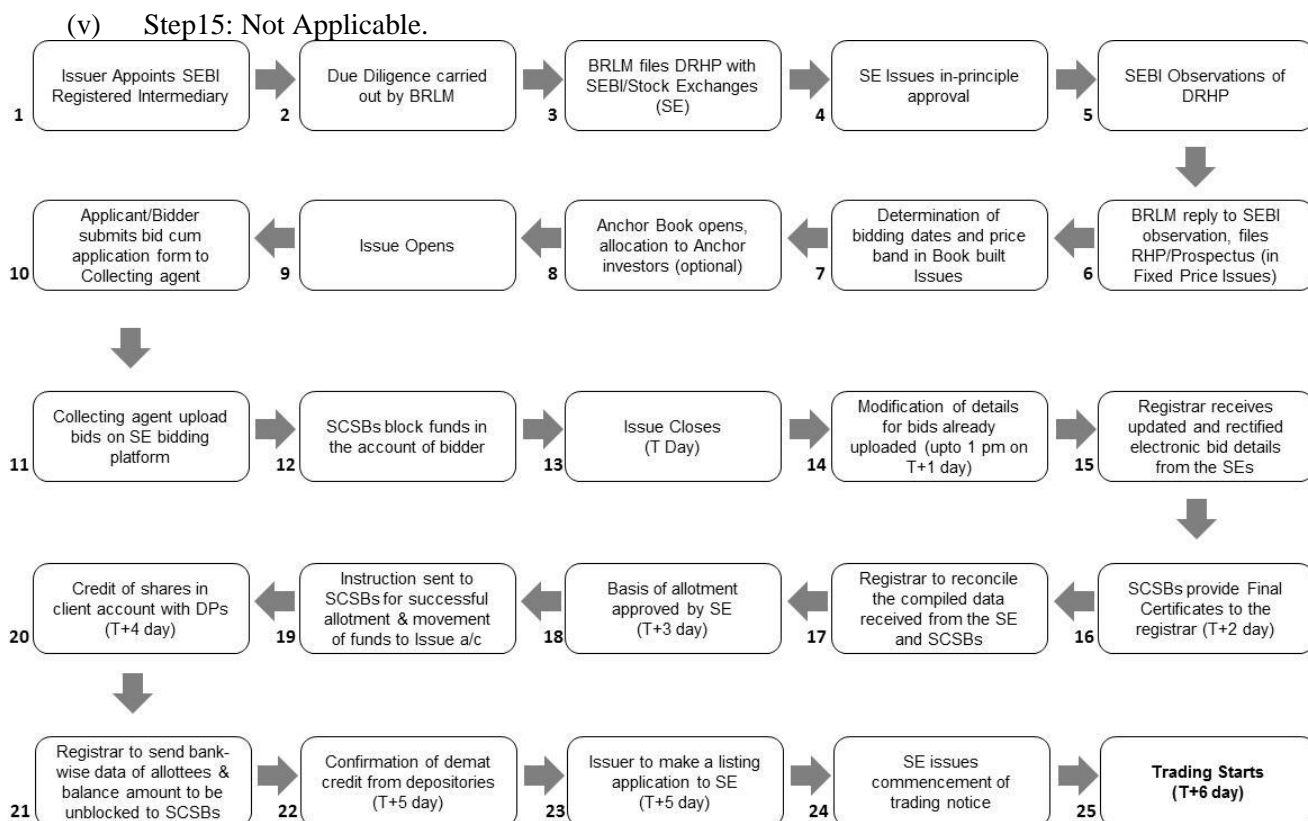 (v) Step15: Not Applicable.
Issuer Appoints SEBI
Registered Intermediary
1
Due Diligence carried
out by BRLM
2
BRLM files DRHP with
SEBI/Stock Exchanges
(SE)
3
SE Issues in-principle
approval
4
SEBI Observations of
DRHP
5
BRLM reply to SEBI
observation, files
RHP/Prospectus (in
Fixed Price Issues)
6
Determination of
bidding dates and price
band in Book built
Issues
7
Anchor Book opens,
allocation to Anchor
investors (optional)
8
Issue Opens
9
Applicant/Bidder
submits bid cum
application form to
Collecting agent
10
Collecting agent upload
bids on SE bidding
platform
11
SCSBs block funds in
the account of bidder
12
Issue Closes
(T Day)
13
Modification of details
for bids already
uploaded (upto 1 pm on
T+1 day)
14
Registrar receives
updated and rectified
electronic bid details
from the SEs
15
SCSBs provide Final
Certificates to the
registrar (T+2 day)
16
Registrar to reconcile
the compiled data
received from the SE
and SCSBs
17
Basis of allotment
approved by SE
(T+3 day)
18
Instruction sent to
SCSBs for successful
allotment & movement
of funds to Issue a/c
19
Credit of shares in
client account with DPs
(T+4 day)
20
Registrar to send bank-
wise data of allottees &
balance amount to be
unblocked to SCSBs
21
Confirmation of demat
credit from depositories
(T+5 day)
22
Issuer to make a listing
application to SE
(T+5 day)
23
SE issues
commencement of
trading notice
24
Trading Starts
(T+6 day)
25